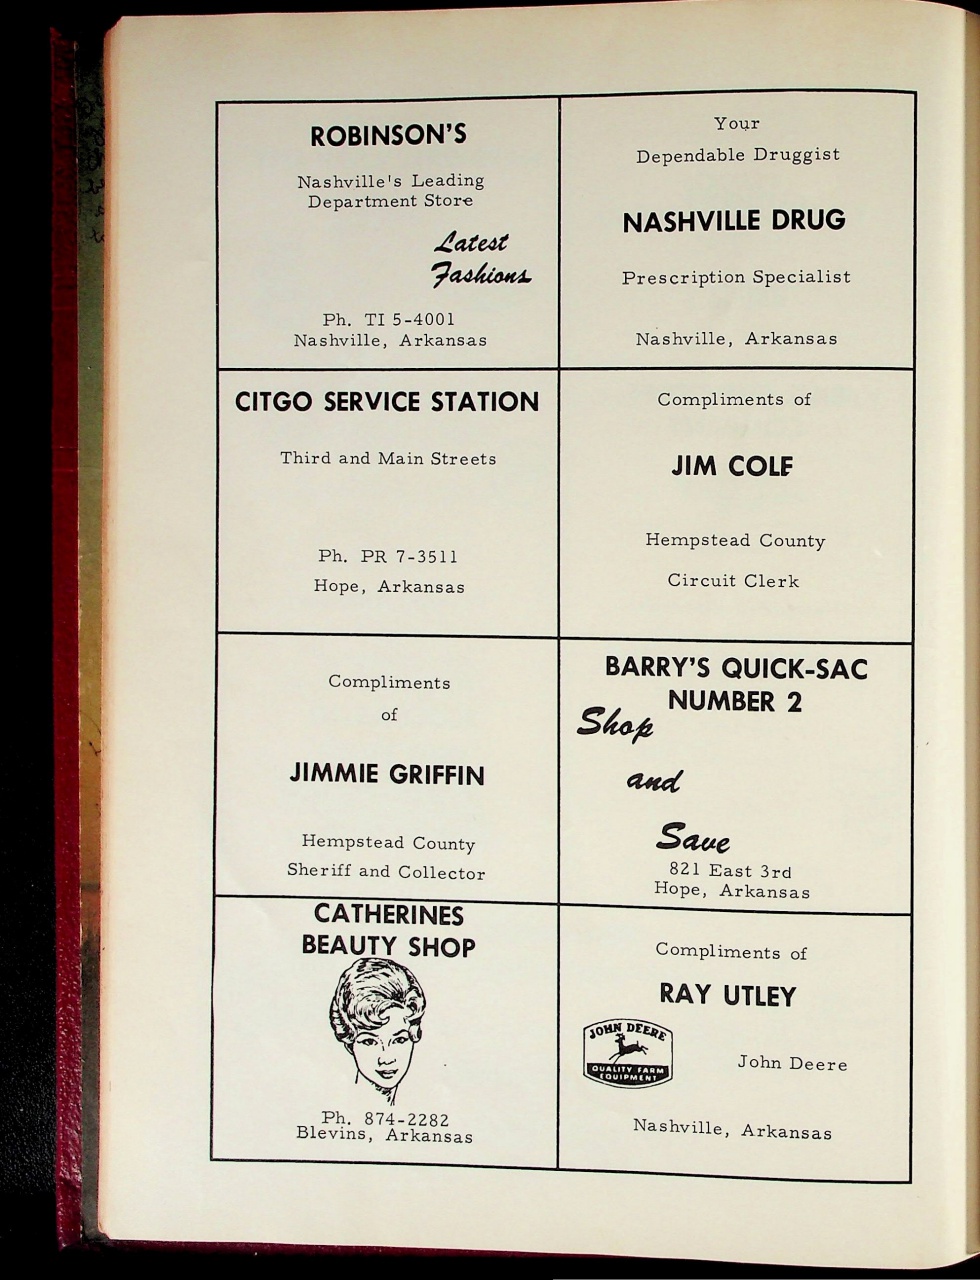 ROBINSON'S
Nashville's Leading
Department Store
Latest
Fashions
Ph. TI 5-4001
Nashville, Arkansas
Your
Dependable Druggist
NASHVILLE DRUG
Prescription Specialist
Nashville, Arkansas
CITGO SERVICE STATION
Third and Main Streets
Ph. PR 7-3511
Hope, Arkansas
Compliments of
JIM COLE
Hempstead County
Circuit Clerk
Compliments
of
JIMMIE GRIFFIN
Hempstead County
Sheriff and Collector
BARRY'S QUICK-SAC
NUMBER 2
Shop
and
Save
821 East 3rd
Hope, Arkansas
CATHERINES
BEAUTY SHOP
Ph. 874-2282
Blevins, Arkansas
Compliments of
RAY UTLEY
JOHN DEERE
QUALITY FARM
EQUIPMENT
John Deere
Nashville, Arkansas